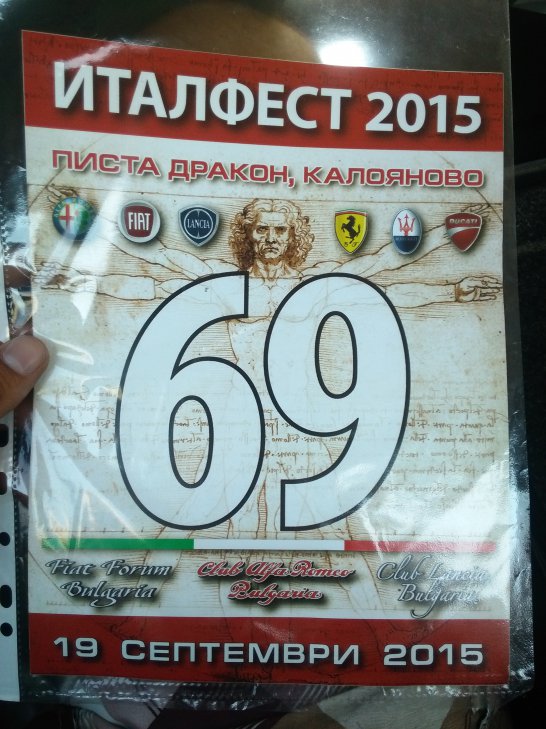 ИТАЛФЕСТ 2015
ПИСТА ДРАКОН, КАЛОЯНОВО
FIAT
LANCIA
DUCATI
69
Fiat Forum
Bulgaria
Club Alfa Romeo
Bulgaria
Club Lancia
Bulgaria
19 СЕПТЕМВРИ 2015